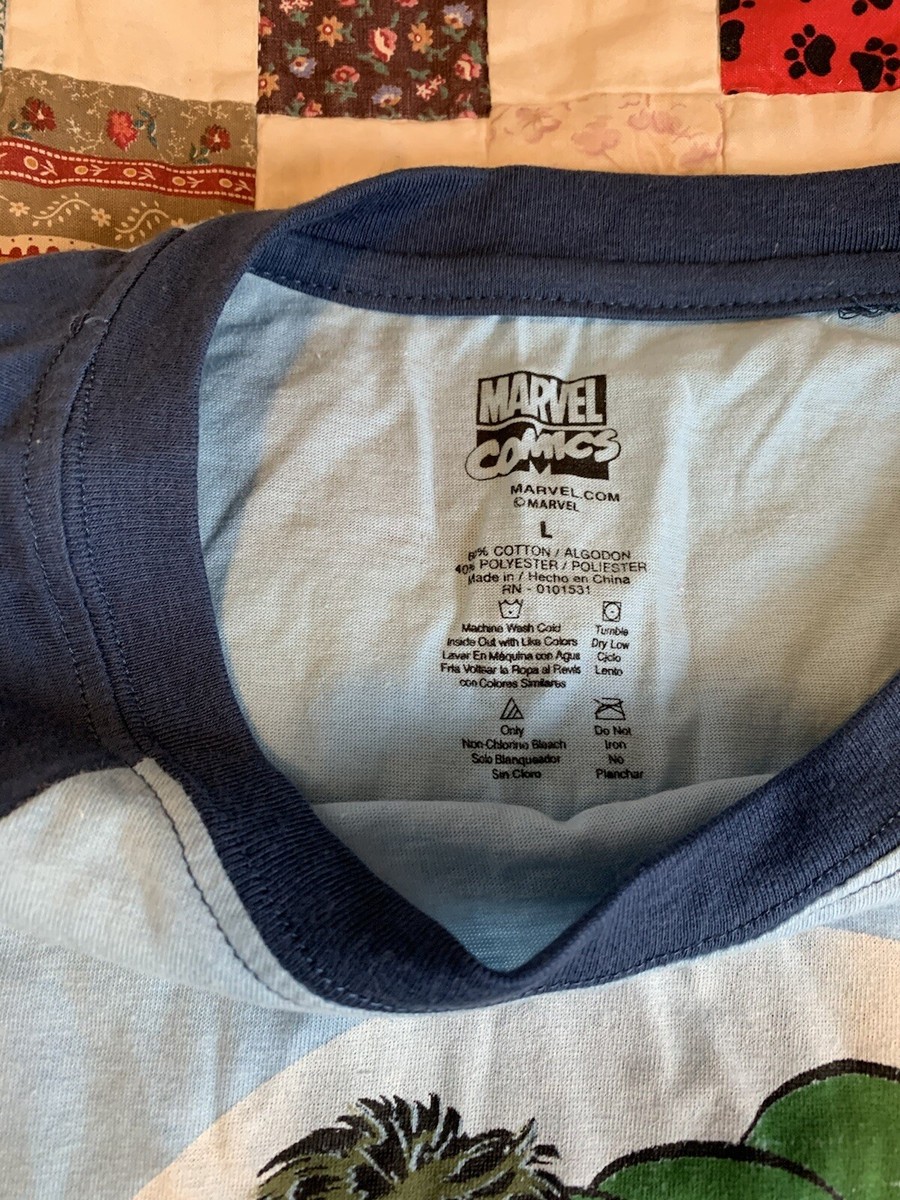 MARVEL
COMICS
MARVEL.COM
© MARVEL
L
% COTTON / ALGODON
40% POLYESTER / POLIESTER
Made in / Hecho en China
RN - 0101531
Machine Wash Cold
Inside Out with Like Colors
Lavar En Máquina con Agua
Fria Voltear la Ropa al Revés
con Colores Similares
Tumble
Dry Low
Ciclo
Lento
Only
Non-Chlorine Bleach
Solo Blanqueador
Sin Cloro
Do Not
Iron
No
Planchar